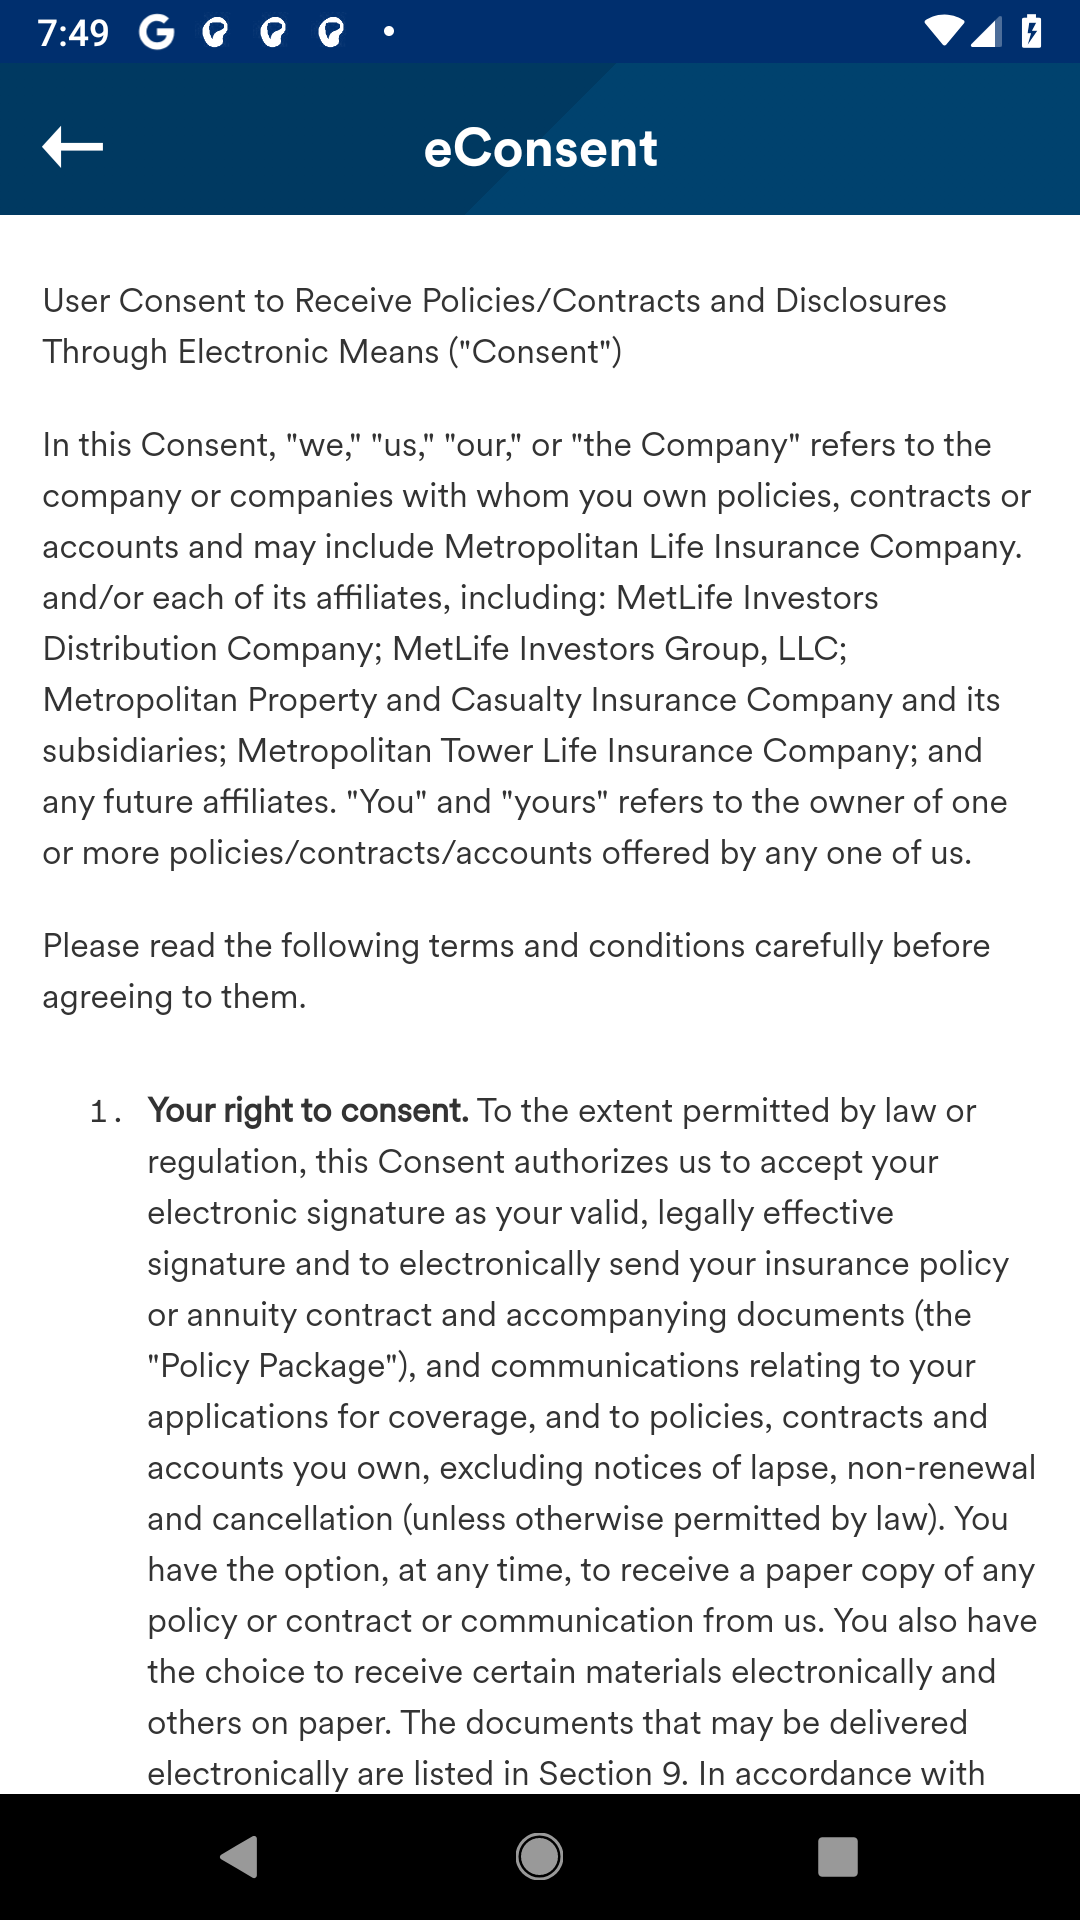 7:49
eConsent
User Consent to Receive Policies/Contracts and Disclosures
Through Electronic Means ("Consent")
In this Consent, "we," "us," "our," or "the Company" refers to the
company or companies with whom you own policies, contracts or
accounts and may include Metropolitan Life Insurance Company.
and/or each of its affiliates, including: MetLife Investors
Distribution Company; MetLife Investors Group, LLC;
Metropolitan Property and Casualty Insurance Company and its
subsidiaries; Metropolitan Tower Life Insurance Company; and
any future affiliates. "You" and "yours" refers to the owner of one
or more policies/contracts/accounts offered by any one of us.
Please read the following terms and conditions carefully before
agreeing to them.
1. Your right to consent. To the extent permitted by law or
regulation, this Consent authorizes us to accept your
electronic signature as your valid, legally effective
signature and to electronically send your insurance policy
or annuity contract and accompanying documents (the
"Policy Package"), and communications relating to your
applications for coverage, and to policies, contracts and
accounts you own, excluding notices of lapse, non-renewal
and cancellation (unless otherwise permitted by law). You
have the option, at any time, to receive a paper copy of any
policy or contract or communication from us. You also have
the choice to receive certain materials electronically and
others on paper. The documents that may be delivered
electronically are listed in Section 9. In accordance with